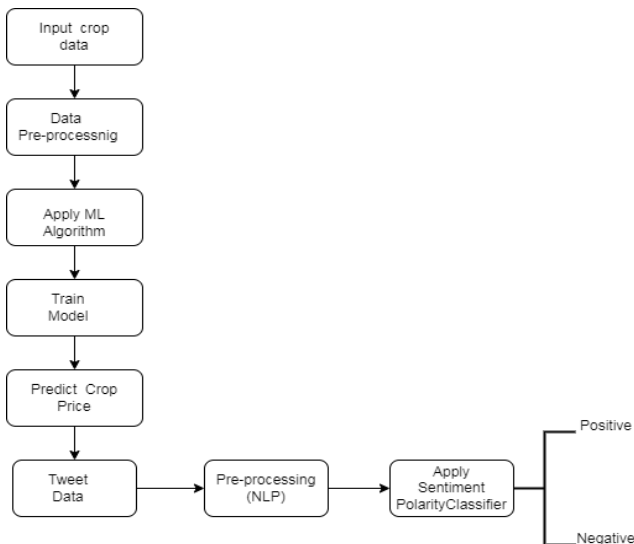 Input crop
data
Data
Pre-processnig
Apply ML
Algorithm
Train
Model
Predict Crop
Price
Tweet
Data
Pre-processing
(NLP)
Apply
Sentiment
PolarityClassifier
Positive
Negative